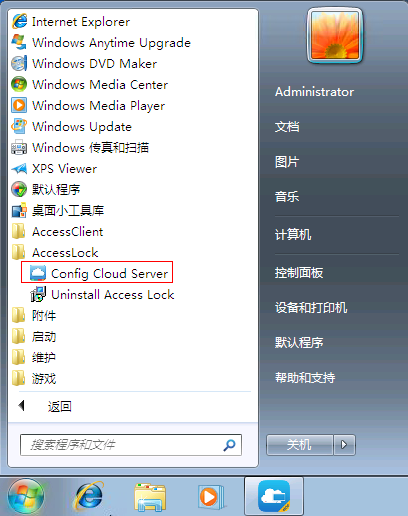 Internet Explorer
Windows Anytime Upgrade
Windows DVD Maker
Windows Media Center
Windows Media Player
Windows Update
Windows 传真和扫描
XPS Viewer
默认程序
桌面小工具库
AccessClient
AccessLock
Config Cloud Server
Uninstall Access Lock
附件
启动
维护
游戏
返回
搜索程序和文件
Administrator
文档
图片
音乐
计算机
控制面板
设备和打印机
默认程序
帮助和支持
关机